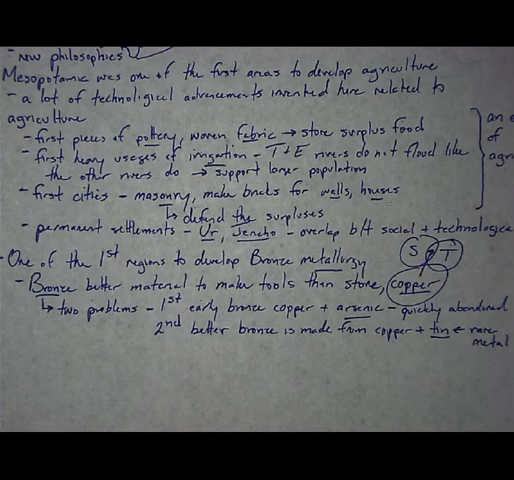 - new philosophies
Mesopotamia was one of the first areas to develop agriculture
- a lot of technological advancements invented here related to
agriculture
- first pieces of pottery, woven fabric → store surplus food
- first heavy usages of irrigation - T+E rivers do not flood like
the other rivers do → support larger population
- first cities - masonry, make bricks for walls, houses
↳ defend the surpluses
- permanent settlements - Ur, Jericho - overlap b/t social + technologica
an
of
agr
S T
- One of the 1st regions to develop Bronze metallurgy
- Bronze better material to make tools than stone, copper
↳ two problems - 1st early bronze copper + arsenic - quickly abandoned
2nd better bronze is made from copper + tin ← rare
metal